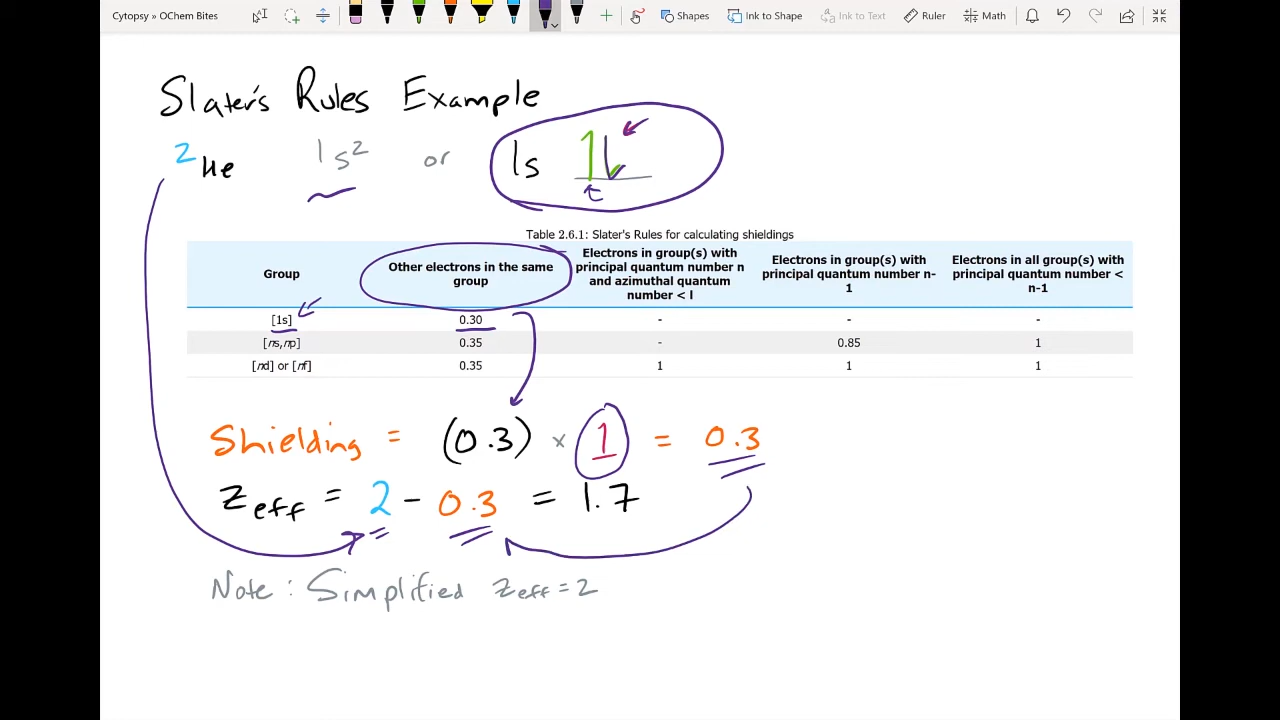 Cytopsy » OChem Bites Shapes Ink to Shape Ink to Text Ruler Math
Slater's Rules Example
2He 1s2 or 1s
Table 2.6.1: Slater's Rules for calculating shieldings
Group
Other electrons in the same
group
Electrons in group(s) with
principal quantum number n
and azimuthal quantum
number < l
Electrons in group(s) with
principal quantum number n-
1
Electrons in all group(s) with
principal quantum number <
n-1
[1s] 0.30 - - -
[ns,np] 0.35 - 0.85 1
[nd] or [nf] 0.35 1 1 1
Shielding = (0.3) × 1 = 0.3
Zeff = 2 - 0.3 = 1.7
Note: Simplified Zeff = 2